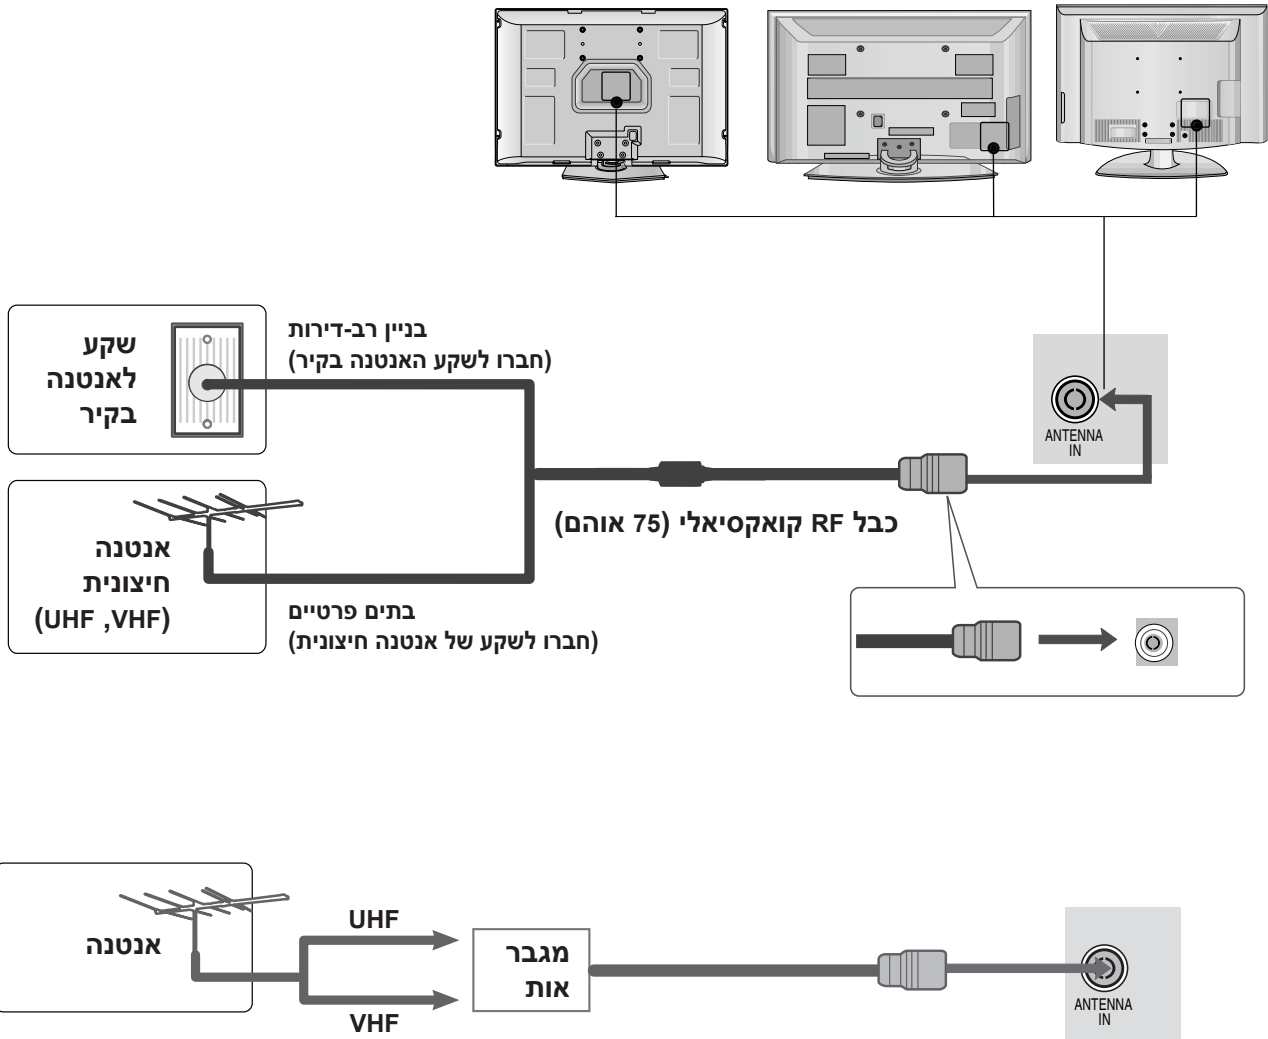 שקע
לאנטנה
בקיר
בניין רב-דירות
(חברו לשקע האנטנה בקיר)
ANTENNA
IN
כבל RF קואקסיאלי (75 אוהם)
אנטנה
חיצונית
(UHF ,VHF)
בתים פרטיים
(חברו לשקע של אנטנה חיצונית)
אנטנה
UHF
VHF
מגבר
אות
ANTENNA
IN